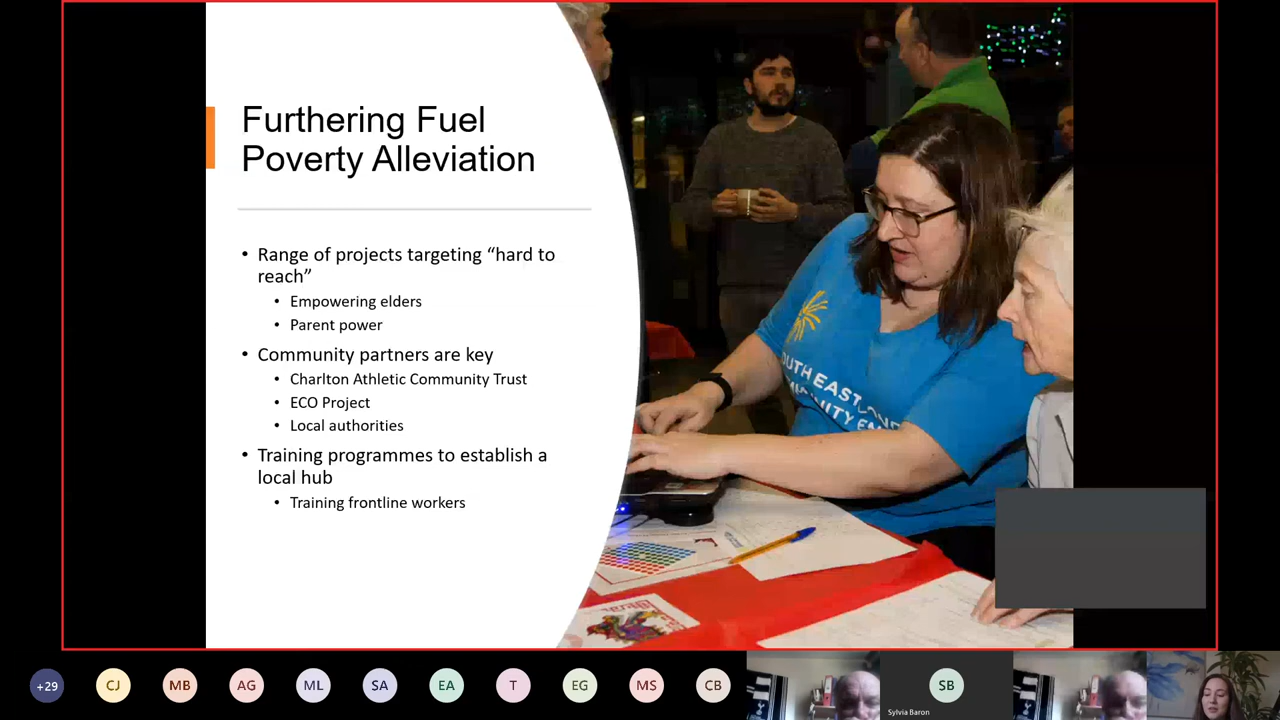 Furthering Fuel
Poverty Alleviation
• Range of projects targeting “hard to
reach”
• Empowering elders
• Parent power
• Community partners are key
• Charlton Athletic Community Trust
• ECO Project
• Local authorities
• Training programmes to establish a
local hub
• Training frontline workers
OUTH EAST
+29 CJ MB AG ML SA EA T EG MS CB SB
Sylvia Baron